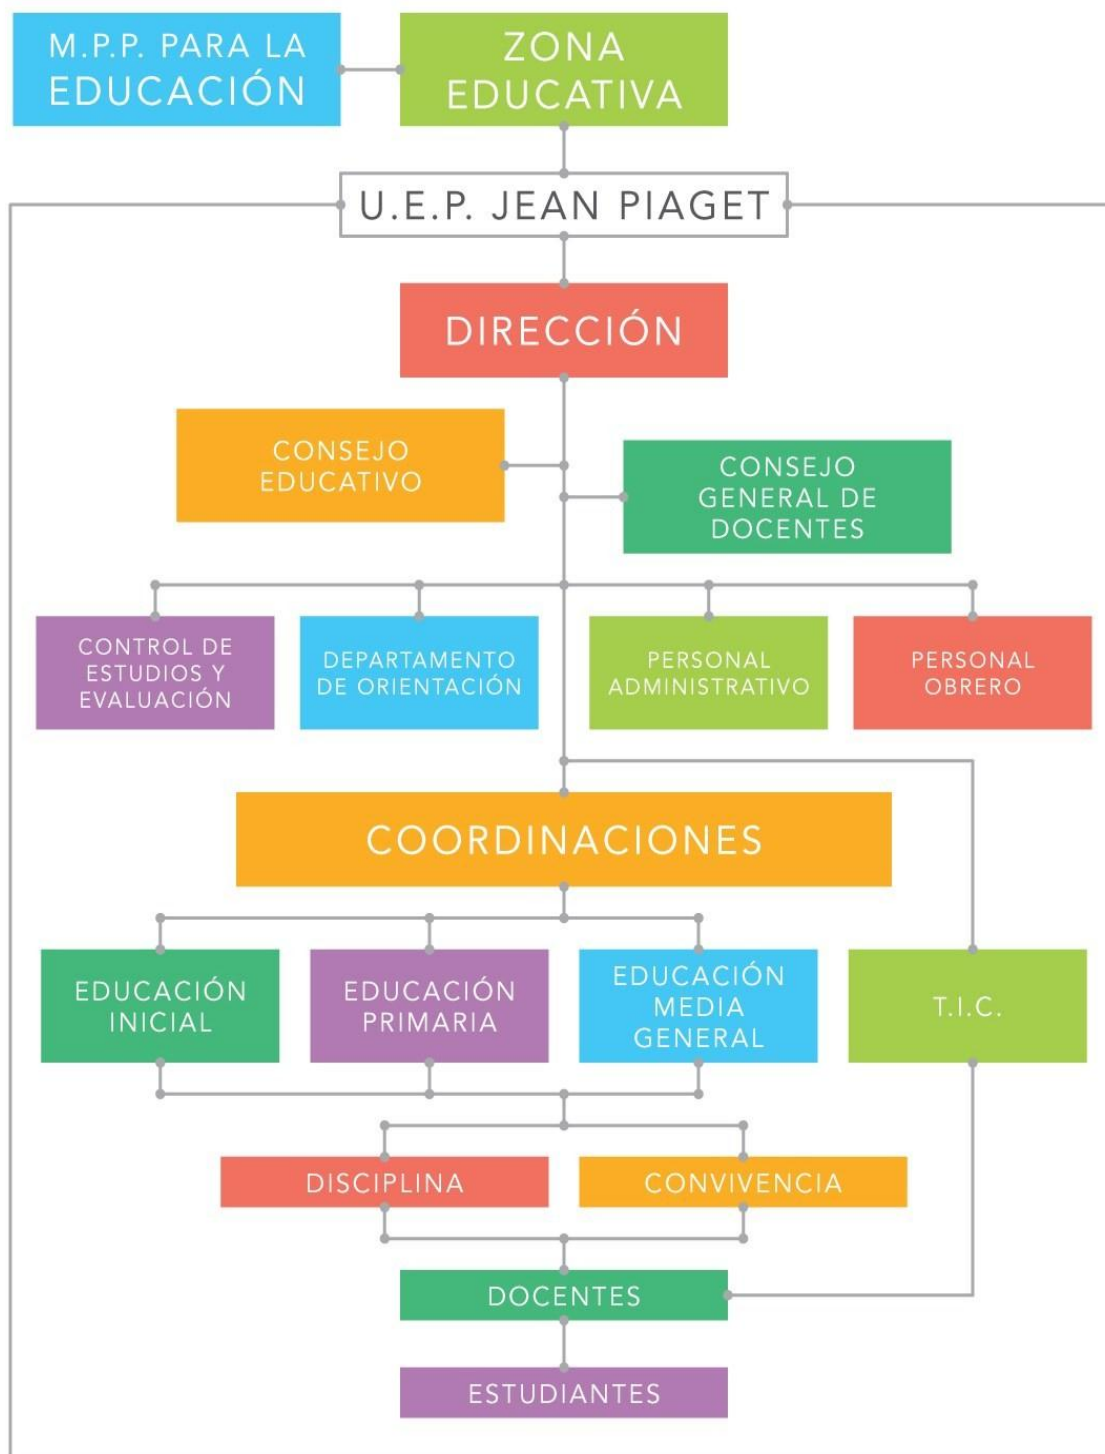 M.P.P. PARA LA
EDUCACIÓN
ZONA
EDUCATIVA
U.E.P. JEAN PIAGET
DIRECCIÓN
CONSEJO
EDUCATIVO
CONSEJO
GENERAL DE
DOCENTES
CONTROL DE
ESTUDIOS Y
EVALUACIÓN
DEPARTAMENTO
DE ORIENTACIÓN
PERSONAL
ADMINISTRATIVO
PERSONAL
OBRERO
COORDINACIONES
EDUCACIÓN
INICIAL
EDUCACIÓN
PRIMARIA
EDUCACIÓN
MEDIA
GENERAL
T.I.C.
DISCIPLINA
CONVIVENCIA
DOCENTES
ESTUDIANTES